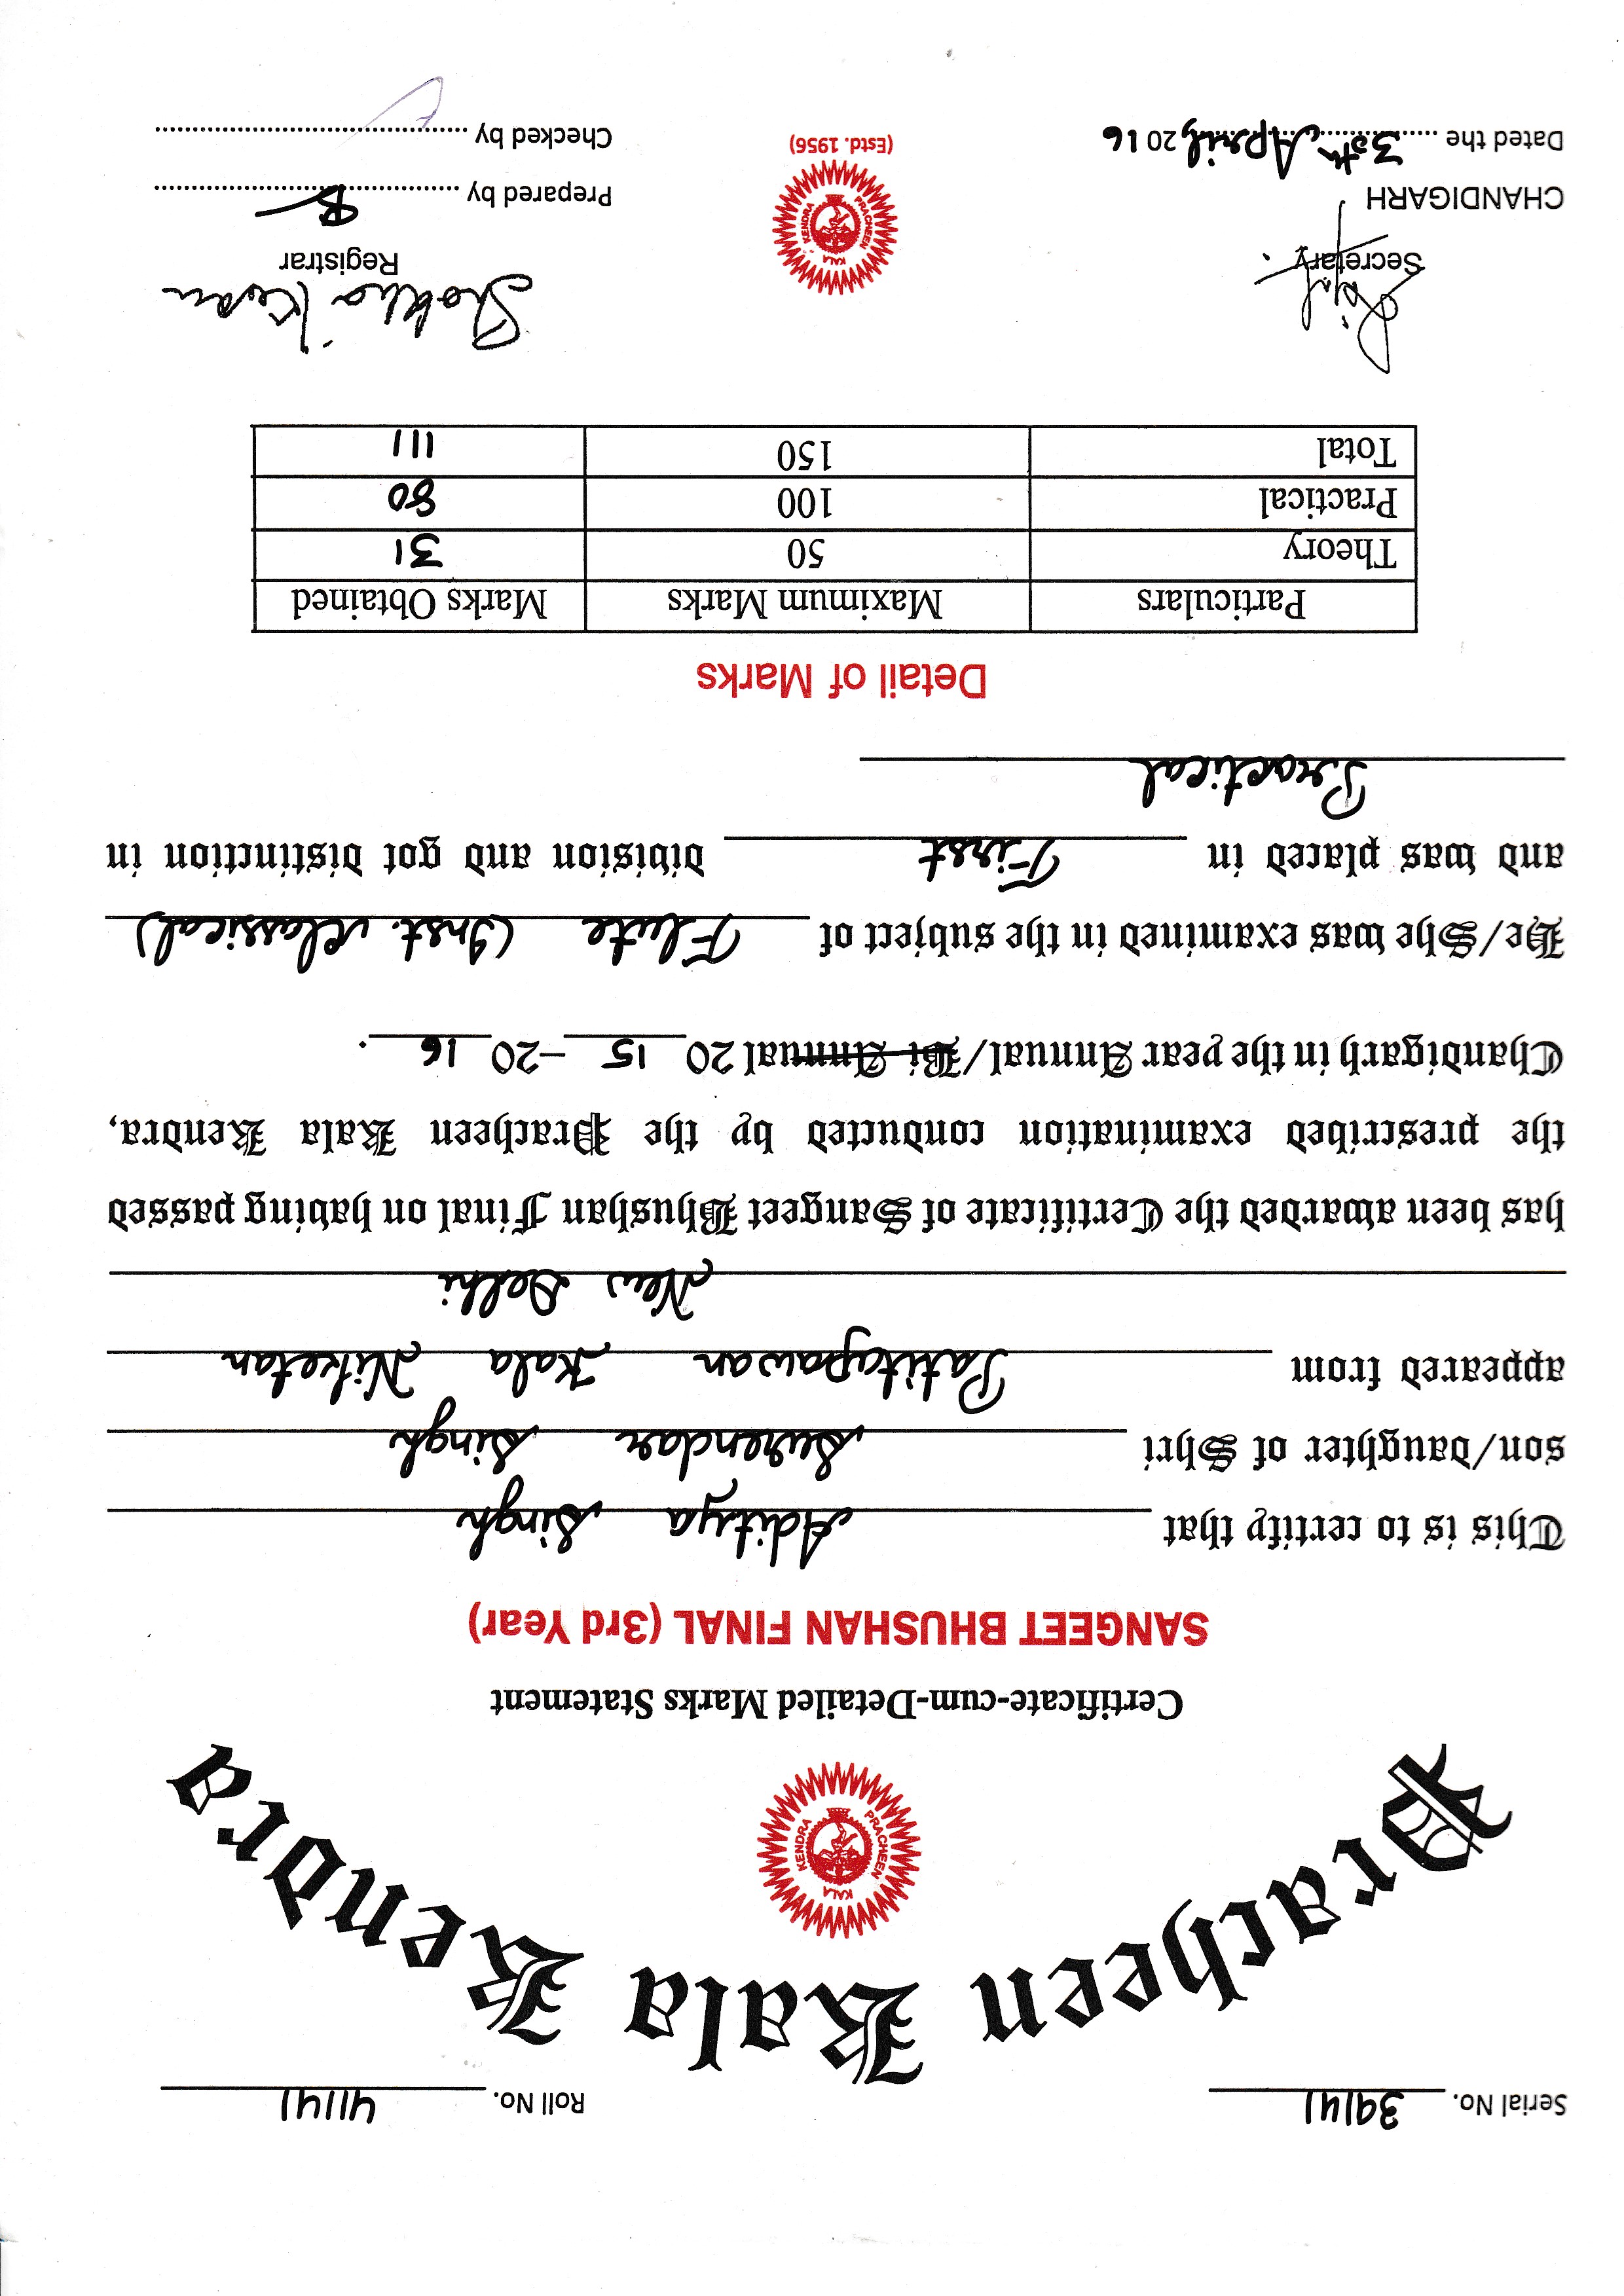 Serial No. 39141
Roll No. 41141
Pracheen Kala Kendra
PRACHEEN KALA KENDRA
Certificate-cum-Detailed Marks Statement
SANGEET BHUSHAN FINAL (3rd Year)
This is to certify that Aditya Singh
son/daughter of Shri Surendar Singh
appeared from Patitapawan Kala Niketan
New Delhi
has been awarded the Certificate of Sangeet Bhushan Final on having passed
the prescribed examination conducted by the Pracheen Kala Kendra,
Chandigarh in the year Annual/Bi-Annual 20 15 –20 16 .
He/She was examined in the subject of Flute (Inst. Classical)
and was placed in First division and got distinction in
Practical
Detail of Marks
Particulars Maximum Marks Marks Obtained
Theory 50 31
Practical 100 80
Total 150 111
Secretary
Registrar
CHANDIGARH
PRACHEEN KALA KENDRA
Prepared by
Dated the 30th April, 2016
(Estd. 1956)
Checked by